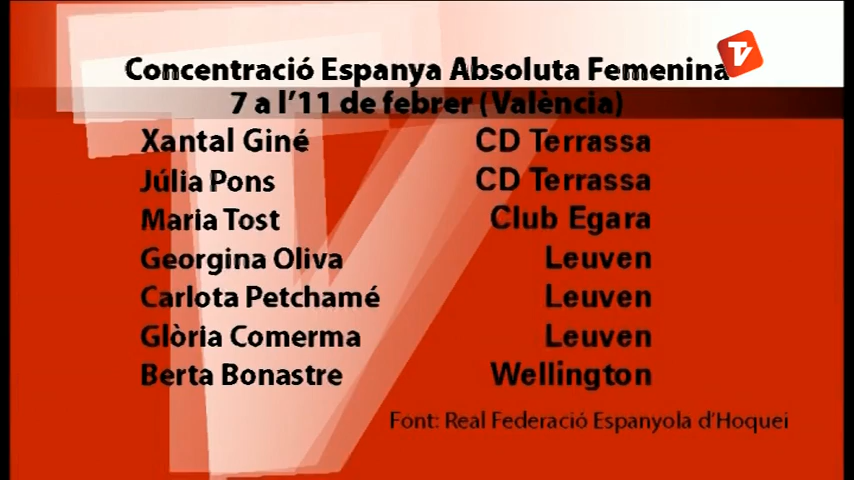 Concentració Espanya Absoluta Femenina
7 a l'11 de febrer (València)
Xantal Giné CD Terrassa
Júlia Pons CD Terrassa
Maria Tost Club Egara
Georgina Oliva Leuven
Carlota Petchamé Leuven
Glòria Comerma Leuven
Berta Bonastre Wellington
Font: Real Federació Espanyola d'Hoquei
TV